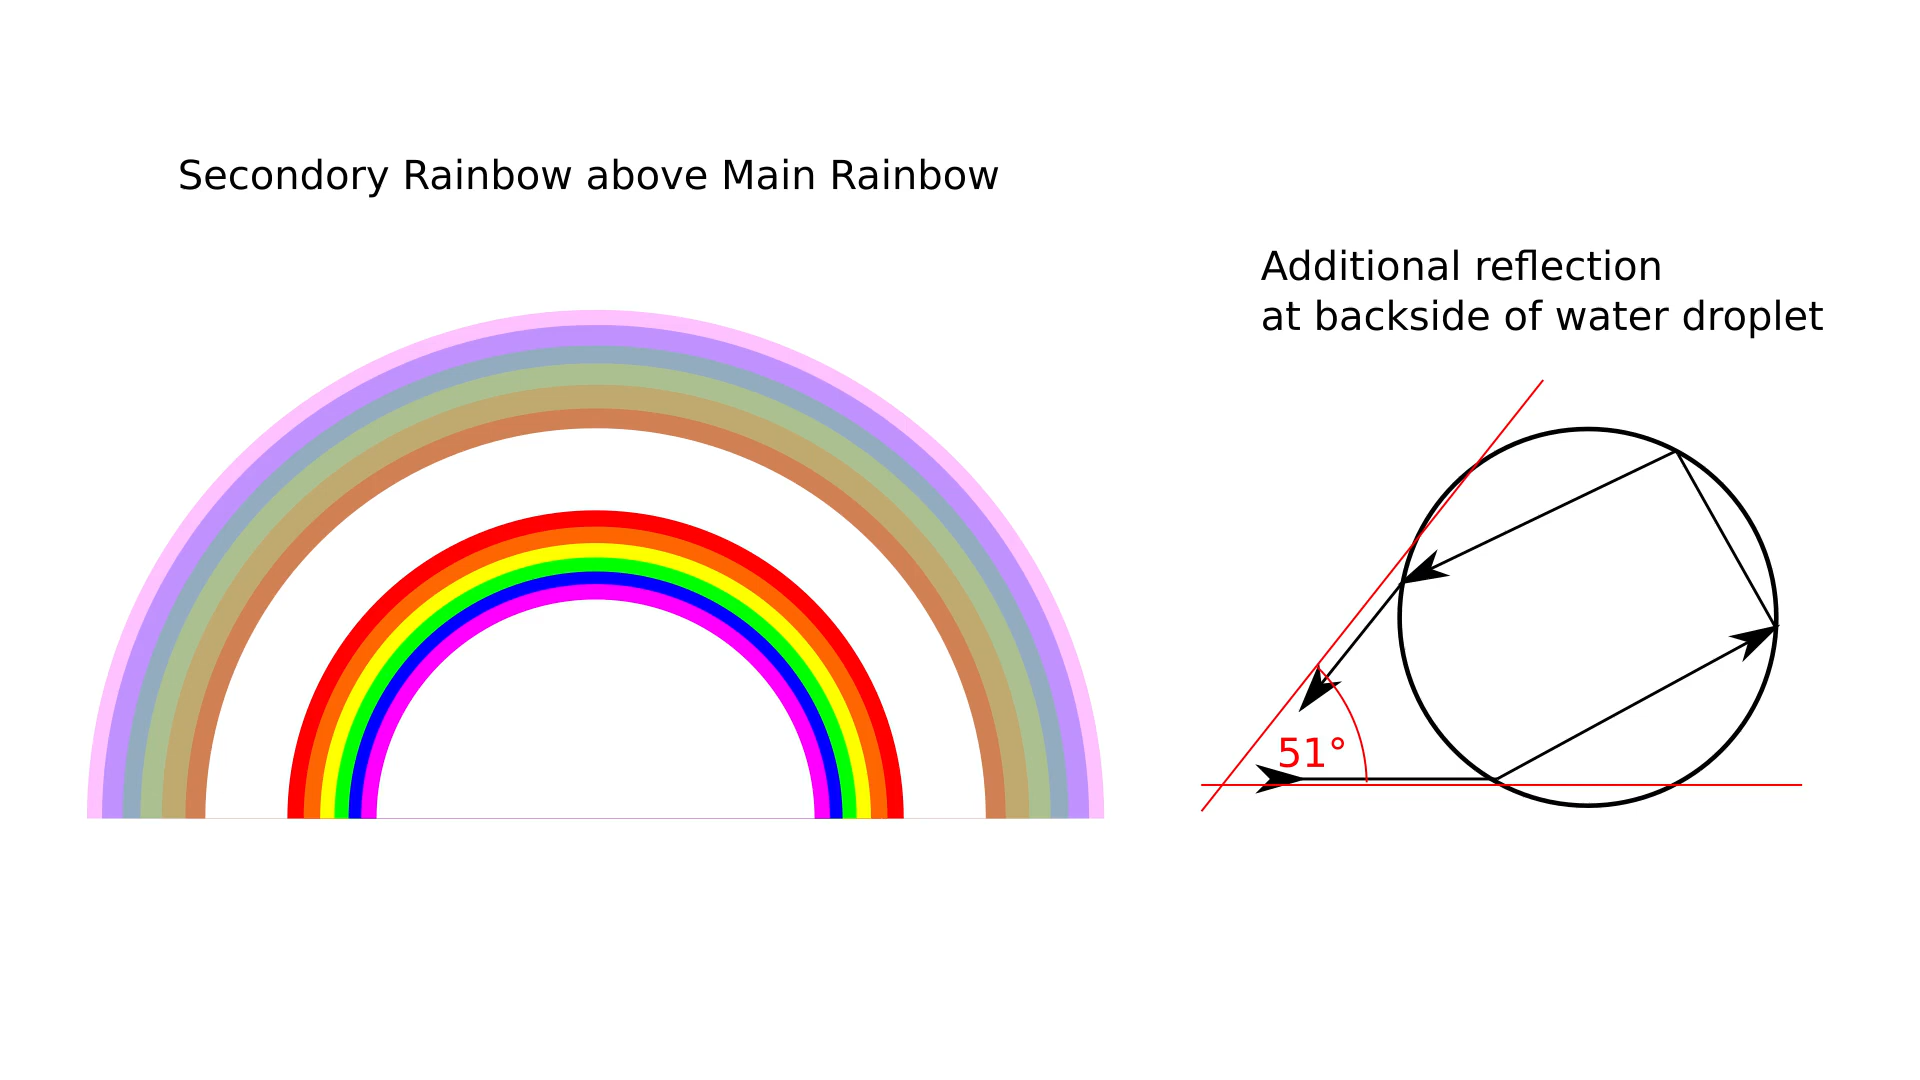 Secondory Rainbow above Main Rainbow
Additional reflection
at backside of water droplet
51°